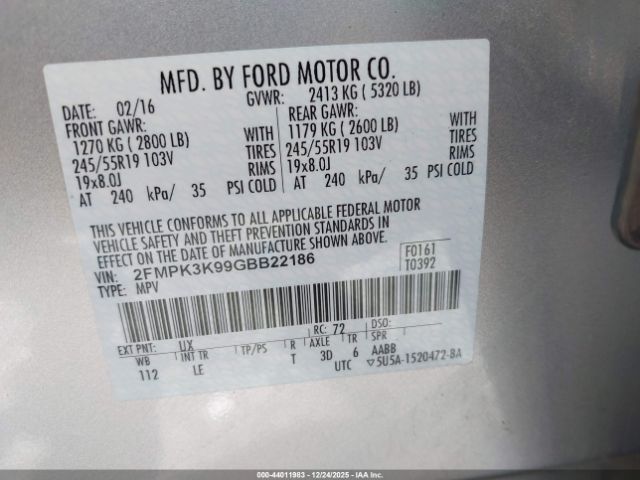 MFD. BY FORD MOTOR CO.
DATE: 02/16 GVWR: 2413 KG ( 5320 LB)
FRONT GAWR: REAR GAWR:
1270 KG ( 2800 LB) WITH 1179 KG ( 2600 LB) WITH
245/55R19 103V TIRES 245/55R19 103V TIRES
19x8.0J RIMS 19x8.0J RIMS
AT 240 kPa/ 35 PSI COLD AT 240 kPa/ 35 PSI COLD
THIS VEHICLE CONFORMS TO ALL APPLICABLE FEDERAL MOTOR
VEHICLE SAFETY AND THEFT PREVENTION STANDARDS IN
EFFECT ON THE DATE OF MANUFACTURE SHOWN ABOVE.
VIN: 2FMPK3K99GBB22186 F0161
TYPE: MPV T0392
EXT PNT: UX RC: 72 DSO:
WB INT TR TP/PS R AXLE TR SPR
112 LE T 3D 6 AABB
UTC ▽5U5A-1520472-BA
000-44011983 - 12/24/2025 - IAAI.com